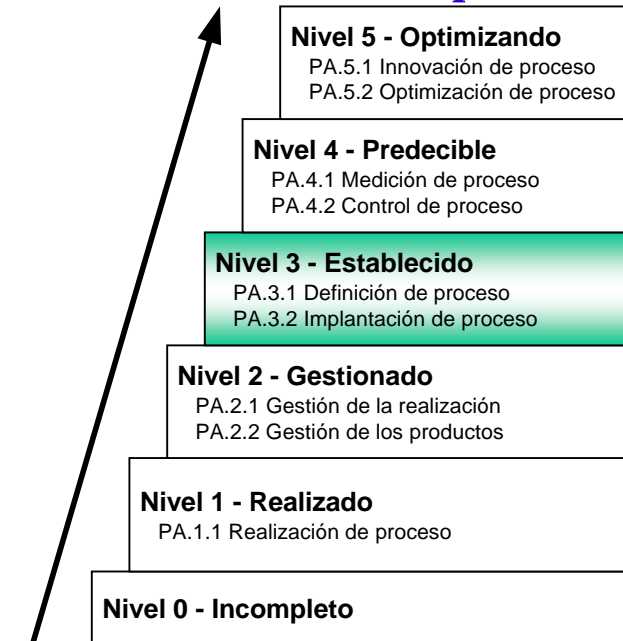 Nivel 5 - Optimizando
PA.5.1 Innovación de proceso
PA.5.2 Optimización de proceso
Nivel 4 - Predecible
PA.4.1 Medición de proceso
PA.4.2 Control de proceso
Nivel 3 - Establecido
PA.3.1 Definición de proceso
PA.3.2 Implantación de proceso
Nivel 2 - Gestionado
PA.2.1 Gestión de la realización
PA.2.2 Gestión de los productos
Nivel 1 - Realizado
PA.1.1 Realización de proceso
Nivel 0 - Incompleto